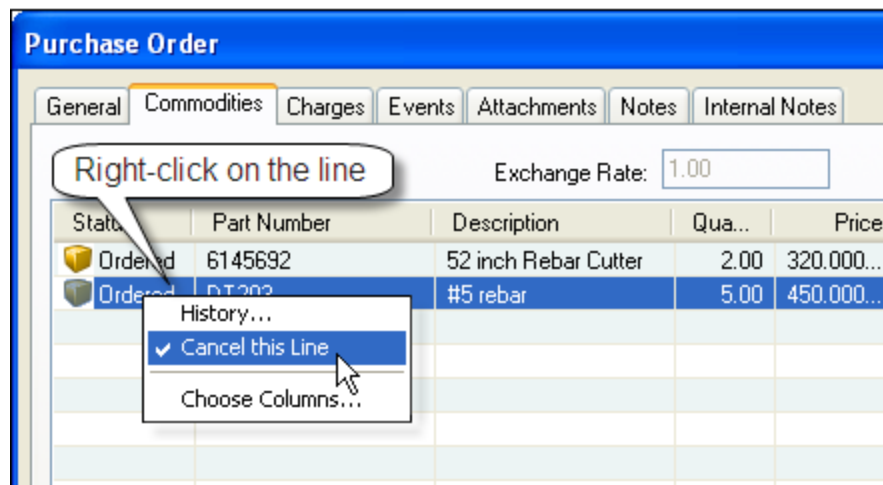 Purchase Order
General Commodities Charges Events Attachments Notes Internal Notes
Right-click on the line
Exchange Rate: 1.00
Part Number Description Qua... Price
Ordered 6145692 52 inch Rebar Cutter 2.00 320.000...
#5 rebar 5.00 450.000...
History...
Cancel this Line
Choose Columns...